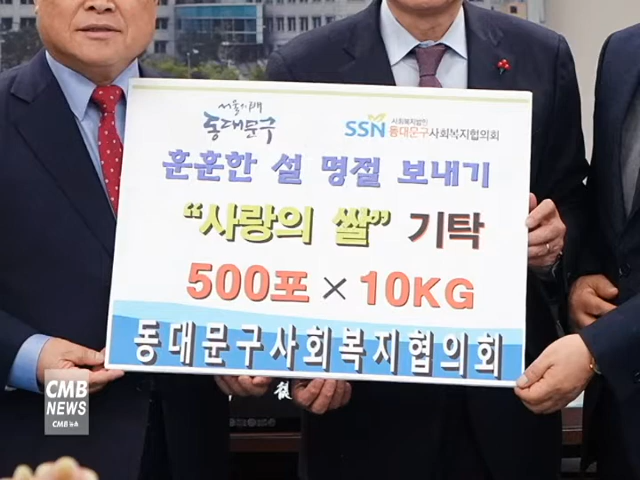 서울시내
동대문구
SSN 사회복지법인
동대문구사회복지협의회
훈훈한 설 명절 보내기
“사랑의 쌀” 기탁
500포 × 10KG
동대문구사회복지협의회
CMB
NEWS
CMB 뉴스